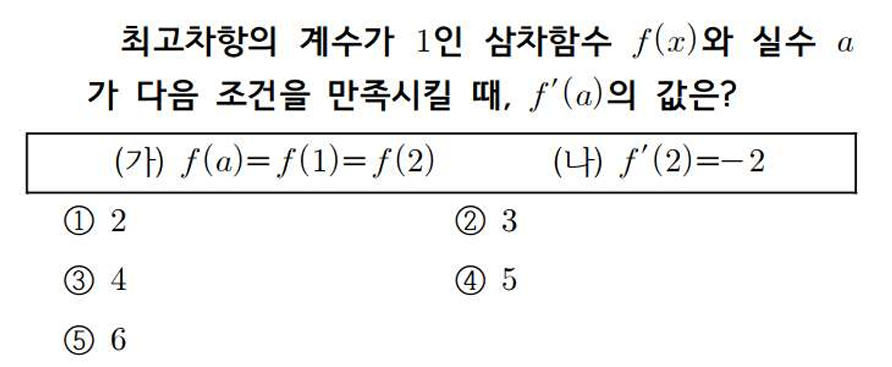 최고차항의 계수가 1인 삼차함수 f(x)와 실수 a
가 다음 조건을 만족시킬 때, f′(a)의 값은?
(가) f(a)=f(1)=f(2) (나) f′(2)=−2
① 2 ② 3
③ 4 ④ 5
⑤ 6